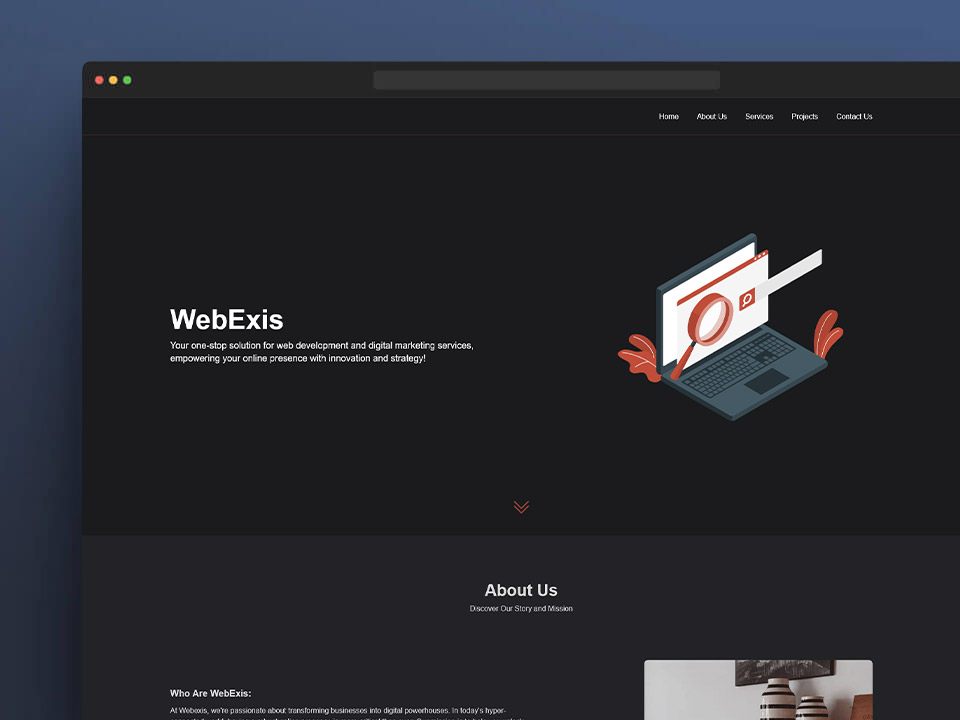 Home About Us Services Projects Contact Us
WebExis
Your one-stop solution for web development and digital marketing services,
empowering your online presence with innovation and strategy!
About Us
Discover Our Story and Mission
Who Are WebExis:
At Webexis, we're passionate about transforming businesses into digital powerhouses. In today's hyper-